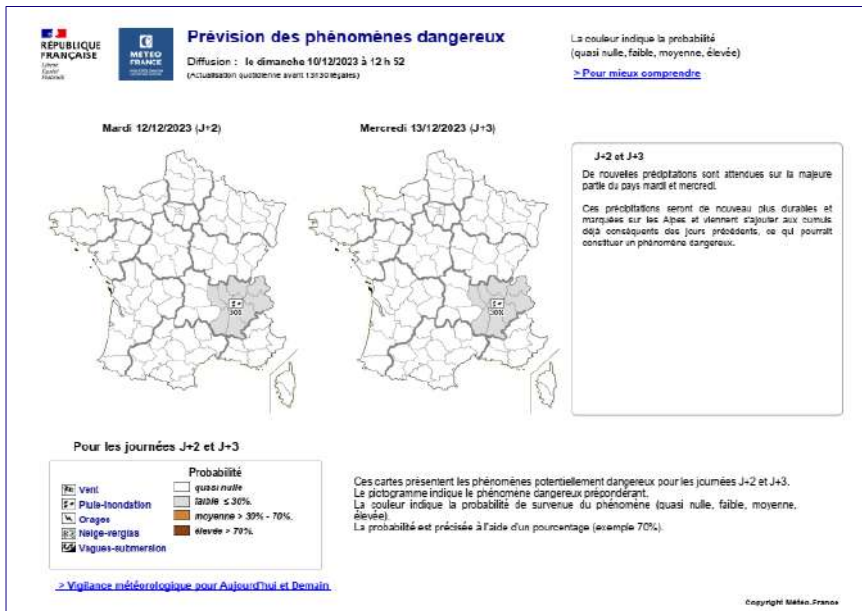 RÉPUBLIQUE
FRANÇAISE
Liberté
Égalité
Fraternité
METEO
FRANCE
Prévision des phénomènes dangereux
Diffusion : le dimanche 10/12/2023 à 12 h 52
(Actualisation quotidienne avant 13h30 légales)
La couleur indique la probabilité
(quasi nulle, faible, moyenne, élevée)
> Pour mieux comprendre
Mardi 12/12/2023 (J+2)
Mercredi 13/12/2023 (J+3)
30%
30%
J+2 et J+3
De nouvelles précipitations sont attendues sur la majeure
partie du pays mardi et mercredi.
Ces précipitations seront de nouveau plus durables et
marquées sur les Alpes et viennent s'ajouter aux cumuls
déjà conséquents des jours précédents, ce qui pourrait
constituer un phénomène dangereux.
Pour les journées J+2 et J+3
Probabilité
Vent
Pluie-Inondation
Orages
Neige-verglas
Vagues-submersion
quasi nulle
faible ≤ 30%.
moyenne > 30% - 70%.
élevée > 70%.
Ces cartes présentent les phénomènes potentiellement dangereux pour les journées J+2 et J+3.
Le pictogramme indique le phénomène dangereux prépondérant.
La couleur indique la probabilité de survenue du phénomène (quasi nulle, faible, moyenne,
élevée).
La probabilité est précisée à l'aide d'un pourcentage (exemple 70%).
> Vigilance météorologique pour Aujourd'hui et Demain
Copyright Météo-France